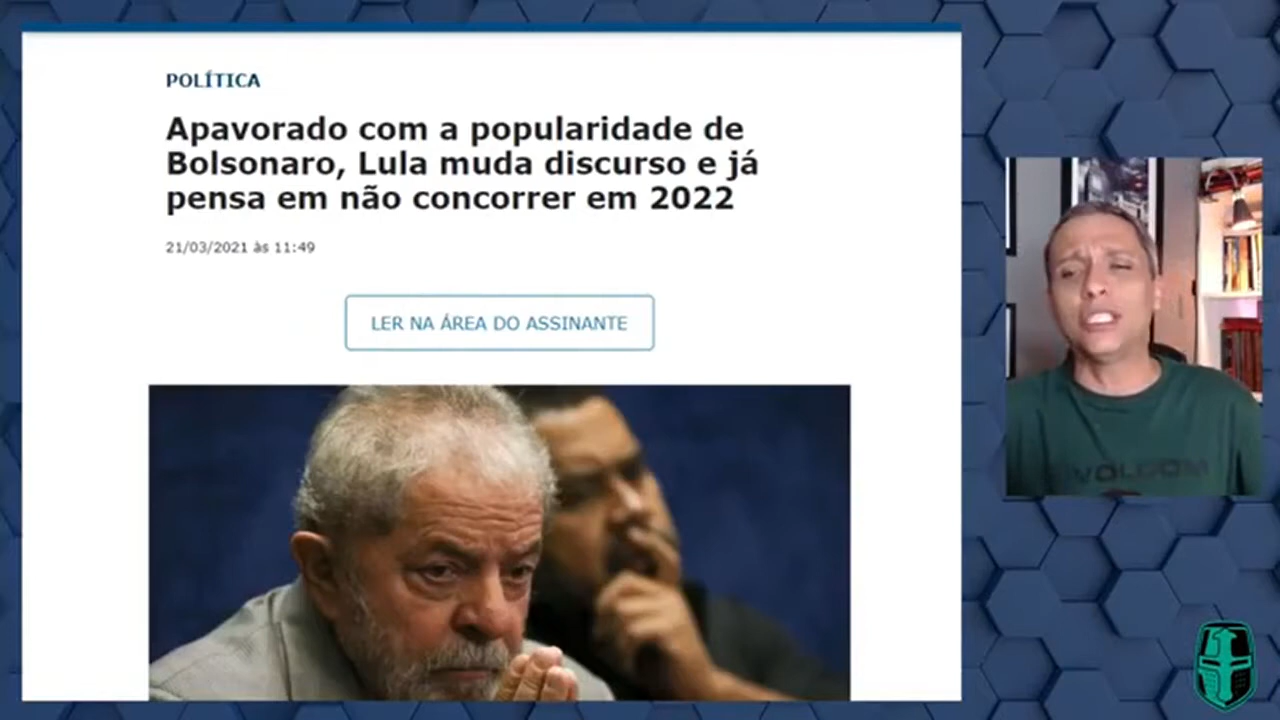 POLÍTICA
Apavorado com a popularidade de
Bolsonaro, Lula muda discurso e já
pensa em não concorrer em 2022
21/03/2021 às 11:49
LER NA ÁREA DO ASSINANTE
VOLCOM